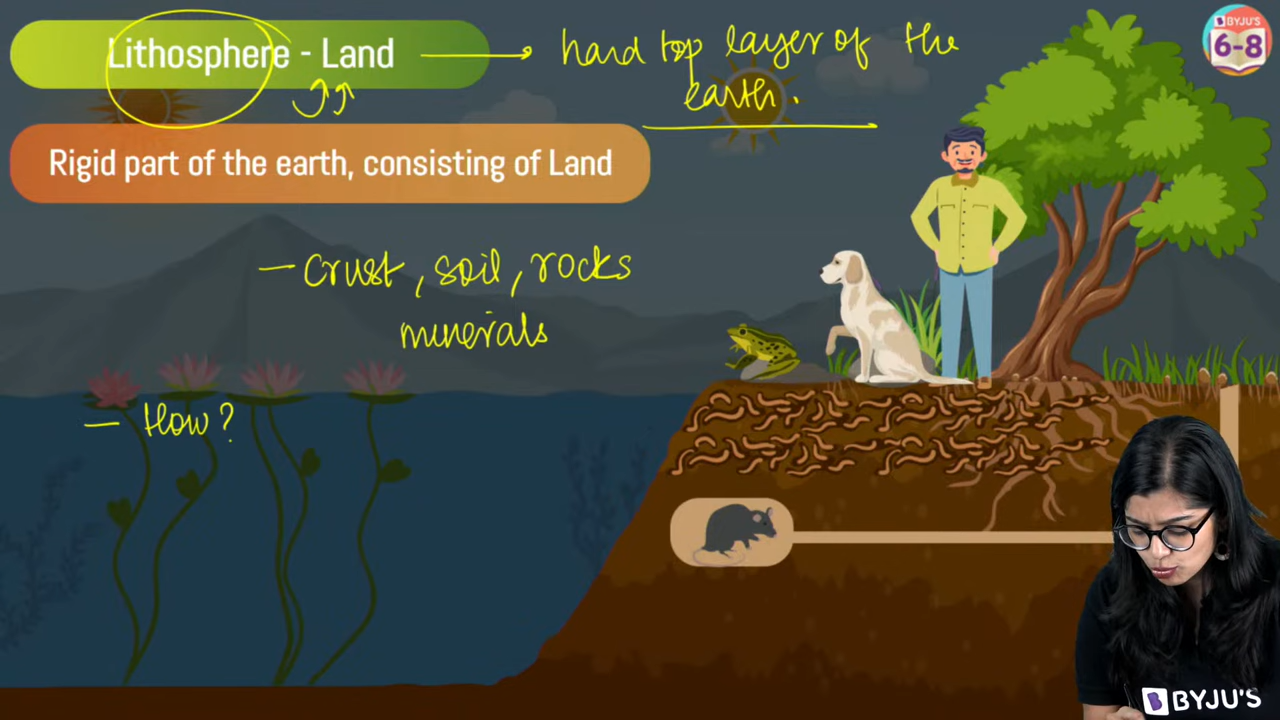 Lithosphere - Land
hard top layer of the
earth.
BYJU'S
6-8
Rigid part of the earth, consisting of Land
- Crust, soil, rocks
minerals
- How?
BYJU'S